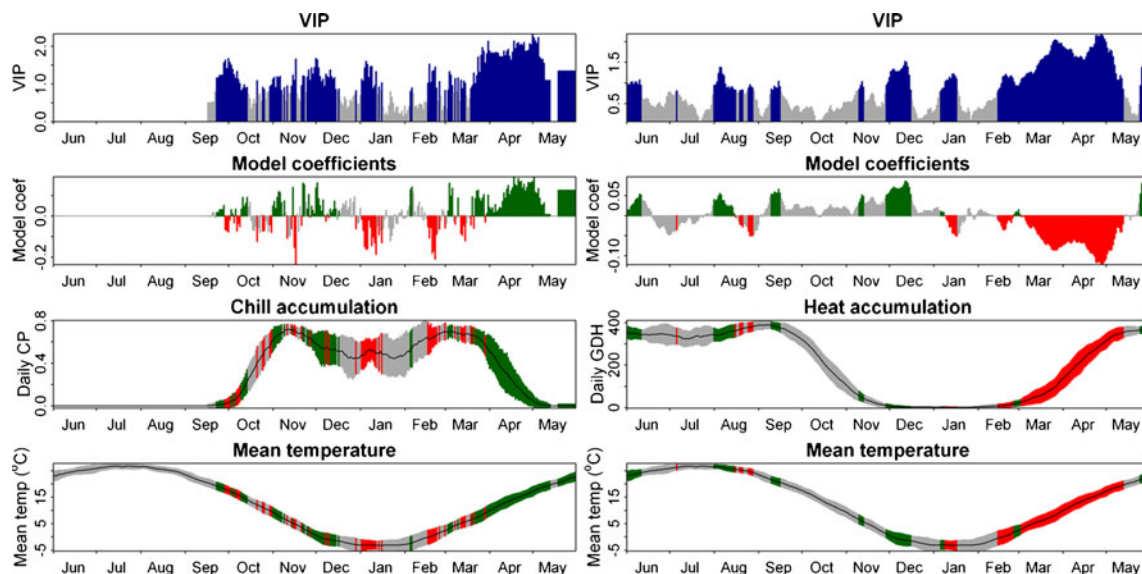 VIP
VIP
0.0 1.0 2.0
Jun Jul Aug Sep Oct Nov Dec Jan Feb Mar Apr May
Model coefficients
Model coef
-0.2 0.0
Jun Jul Aug Sep Oct Nov Dec Jan Feb Mar Apr May
Chill accumulation
Daily CP
0.0 0.4 0.8
Jun Jul Aug Sep Oct Nov Dec Jan Feb Mar Apr May
Mean temperature
Mean temp (°C)
-5 5 15
Jun Jul Aug Sep Oct Nov Dec Jan Feb Mar Apr May
VIP
VIP
0.5 1.5
Jun Jul Aug Sep Oct Nov Dec Jan Feb Mar Apr May
Model coefficients
Model coef
-0.10 0.05
Jun Jul Aug Sep Oct Nov Dec Jan Feb Mar Apr May
Heat accumulation
Daily GDH
0 200 400
Jun Jul Aug Sep Oct Nov Dec Jan Feb Mar Apr May
Mean temperature
Mean temp (°C)
-5 5 15
Jun Jul Aug Sep Oct Nov Dec Jan Feb Mar Apr May